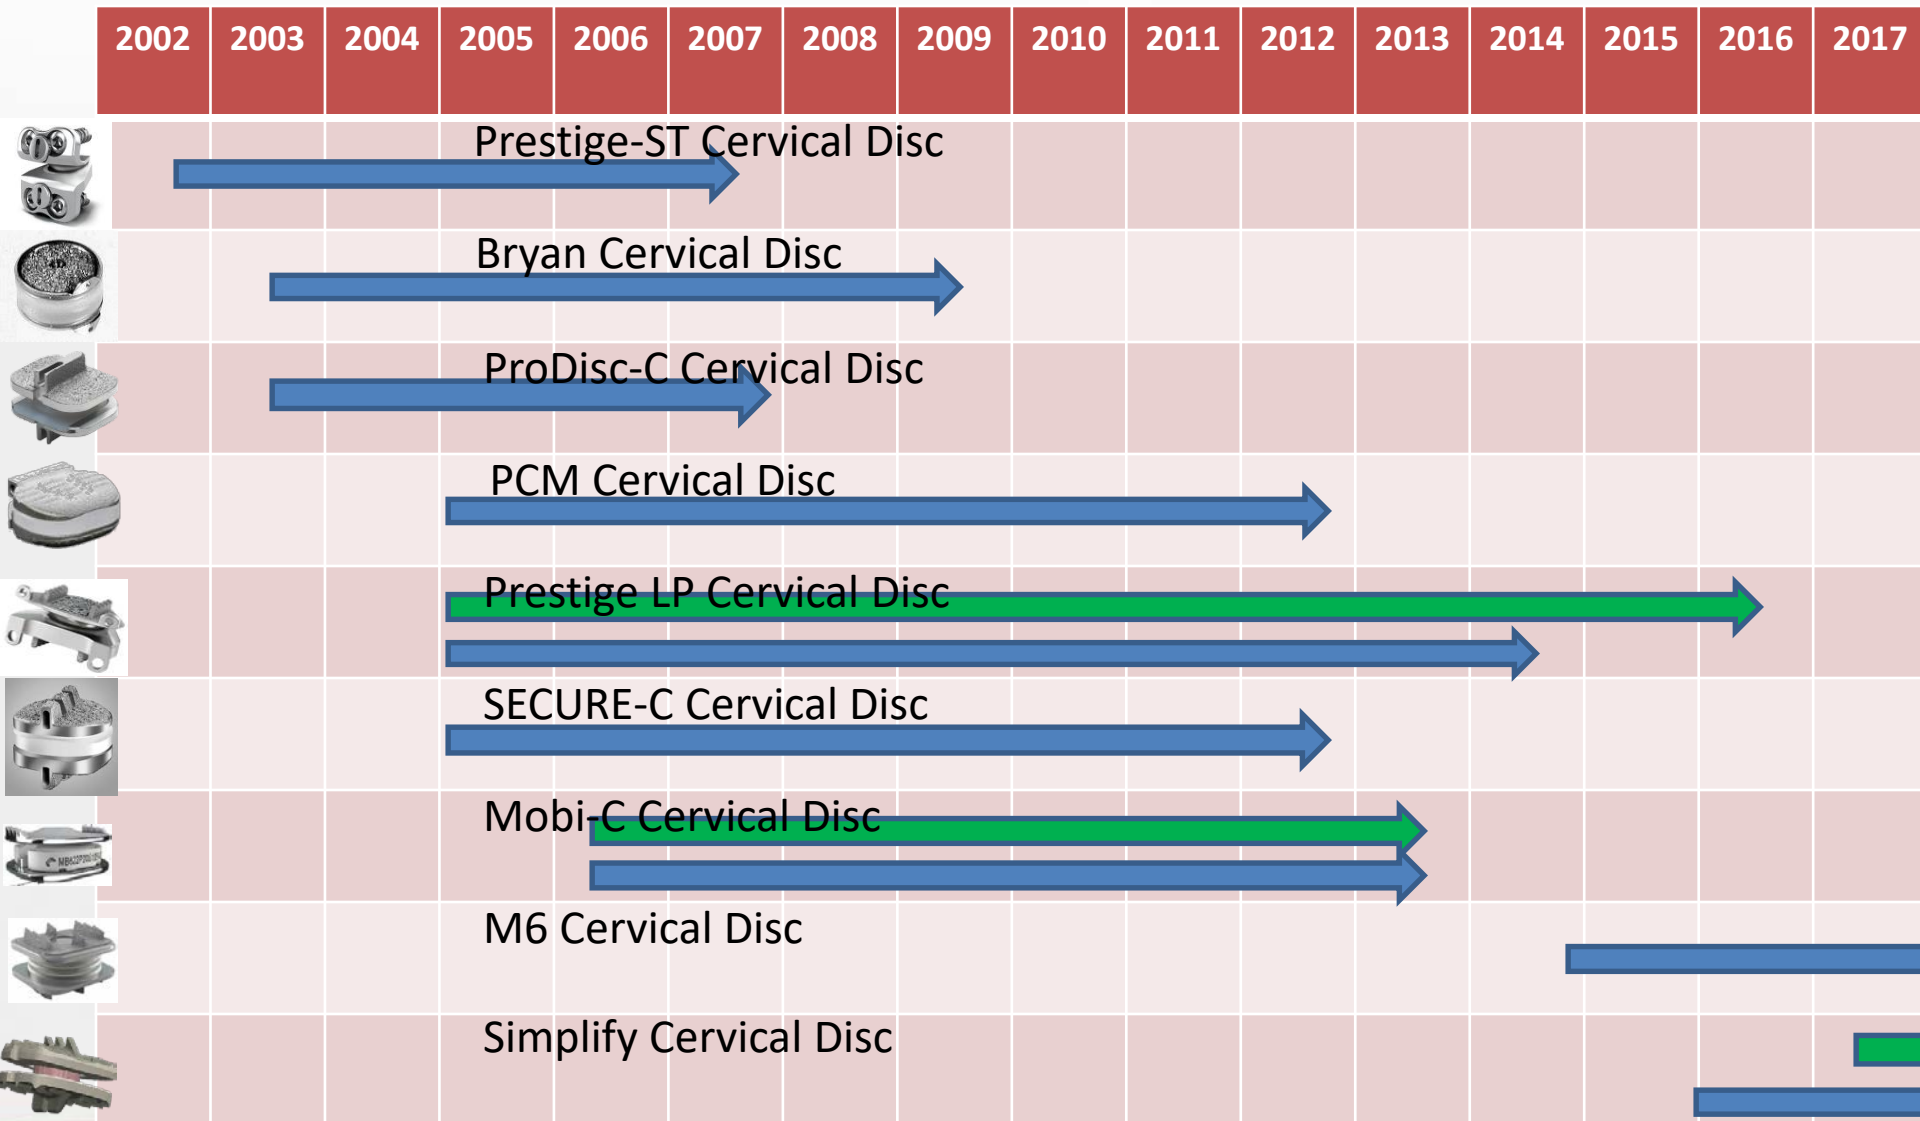 2002 2003 2004 2005 2006 2007 2008 2009 2010 2011 2012 2013 2014 2015 2016 2017
Prestige-ST Cervical Disc
Bryan Cervical Disc
ProDisc-C Cervical Disc
PCM Cervical Disc
Prestige LP Cervical Disc
SECURE-C Cervical Disc
Mobi-C Cervical Disc
M6 Cervical Disc
Simplify Cervical Disc